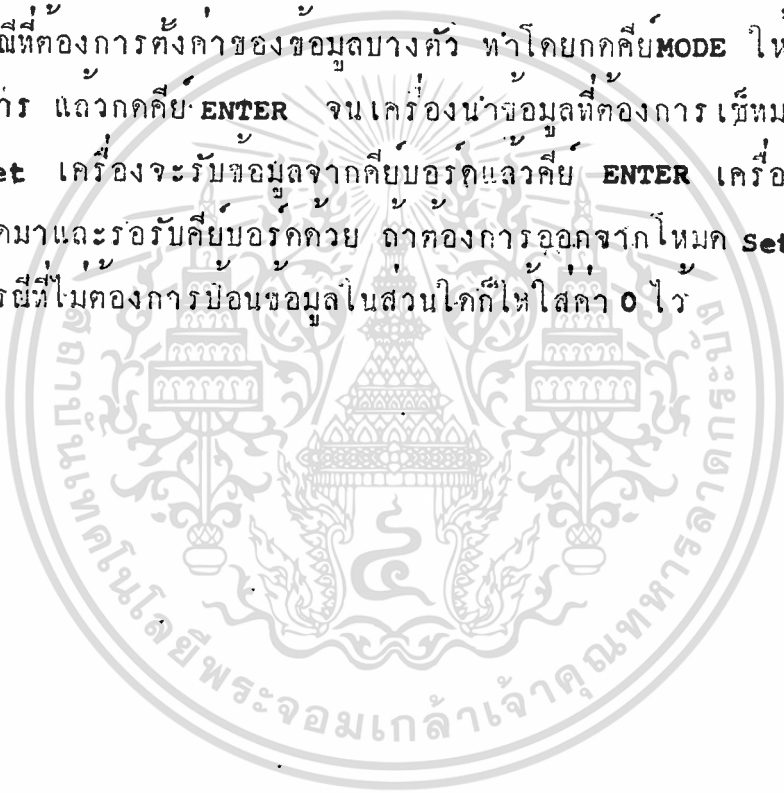 ณีที่ต้องการตั้งค่าของข้อมูลบางตัว ทำโดยกดคีย์MODE ให้
การ แล้วกดคีย์ ENTER จนเครื่องนำข้อมูลที่ต้องการเซ็ทม
et เครื่องจะรับข้อมูลจากคีย์บอร์ดแล้วคีย์ ENTER เครื่อ
ดมาและรอรับคีย์บอร์ดด้วย ถ้าต้องการออกจากโหมด Set
รณีที่ไม่ต้องการป้อนข้อมูลในส่วนใดก็ให้ใส่ค่า 0 ไว้
สถาบันเทคโนโลยีพระจอมเกล้าเจ้าคุณทหารลาดกระบัง